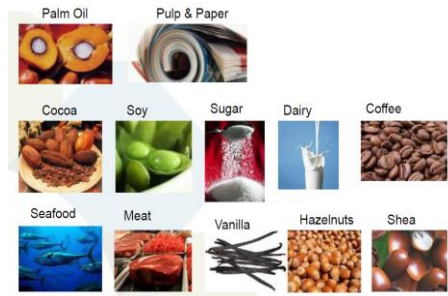 Palm Oil
Pulp & Paper
Cocoa
Soy
Sugar
Dairy
Coffee
Seafood
Meat
Vanilla
Hazelnuts
Shea